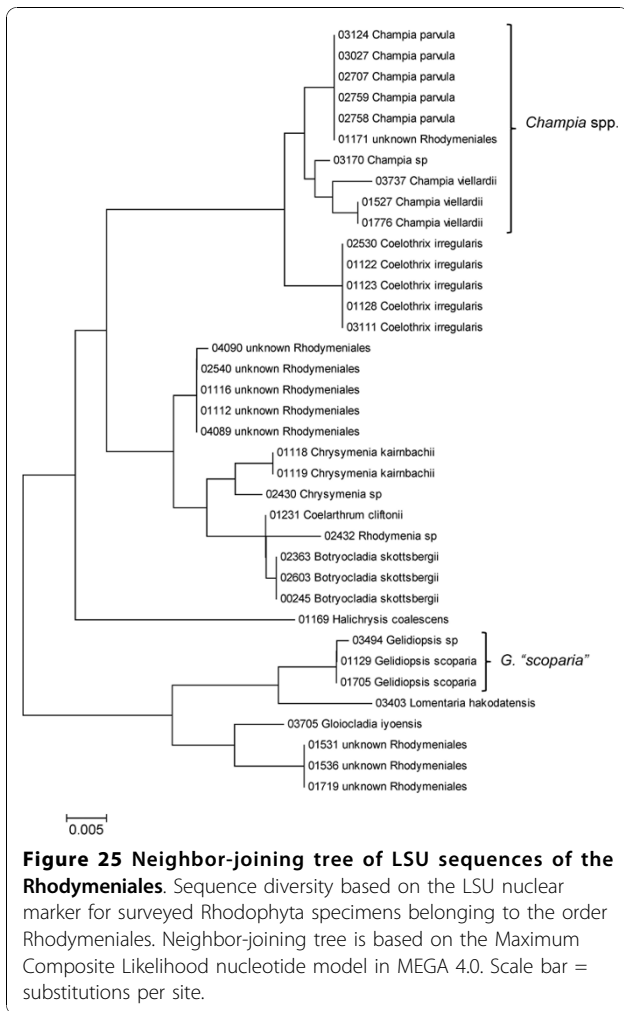 03124 Champia parvula
03027 Champia parvula
02707 Champia parvula
02759 Champia parvula
02758 Champia parvula
01171 unknown Rhodymeniales
Champia spp.
03170 Champia sp
03737 Champia viellardii
01527 Champia viellardii
01776 Champia viellardii
02530 Coelothrix irregularis
01122 Coelothrix irregularis
01123 Coelothrix irregularis
01128 Coelothrix irregularis
03111 Coelothrix irregularis
04090 unknown Rhodymeniales
02540 unknown Rhodymeniales
01116 unknown Rhodymeniales
01112 unknown Rhodymeniales
04089 unknown Rhodymeniales
01118 Chrysymenia kairnbachii
01119 Chrysymenia kairnbachii
02430 Chrysymenia sp
01231 Coelarthrum cliftonii
02432 Rhodymenia sp
02363 Botryocladia skottsbergii
02603 Botryocladia skottsbergii
00245 Botryocladia skottsbergii
01169 Halichrysis coalescens
03494 Gelidiopsis sp
01129 Gelidiopsis scoparia
G. "scoparia"
01705 Gelidiopsis scoparia
03403 Lomentaria hakodatensis
03705 Gloiocladia iyoensis
01531 unknown Rhodymeniales
01536 unknown Rhodymeniales
01719 unknown Rhodymeniales
0.005
Figure 25 Neighbor-joining tree of LSU sequences of the
Rhodymeniales. Sequence diversity based on the LSU nuclear
marker for surveyed Rhodophyta specimens belonging to the order
Rhodymeniales. Neighbor-joining tree is based on the Maximum
Composite Likelihood nucleotide model in MEGA 4.0. Scale bar =
substitutions per site.